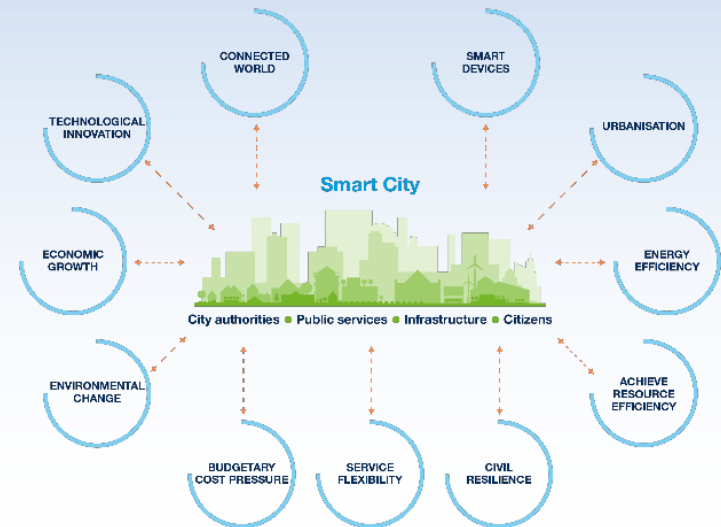 CONNECTED
WORLD
SMART
DEVICES
TECHNOLOGICAL
INNOVATION
URBANISATION
Smart City
ECONOMIC
GROWTH
ENERGY
EFFICIENCY
City authorities • Public services • Infrastructure • Citizens
ENVIRONMENTAL
CHANGE
ACHIEVE
RESOURCE
EFFICIENCY
BUDGETARY
COST PRESSURE
SERVICE
FLEXIBILITY
CIVIL
RESILIENCE